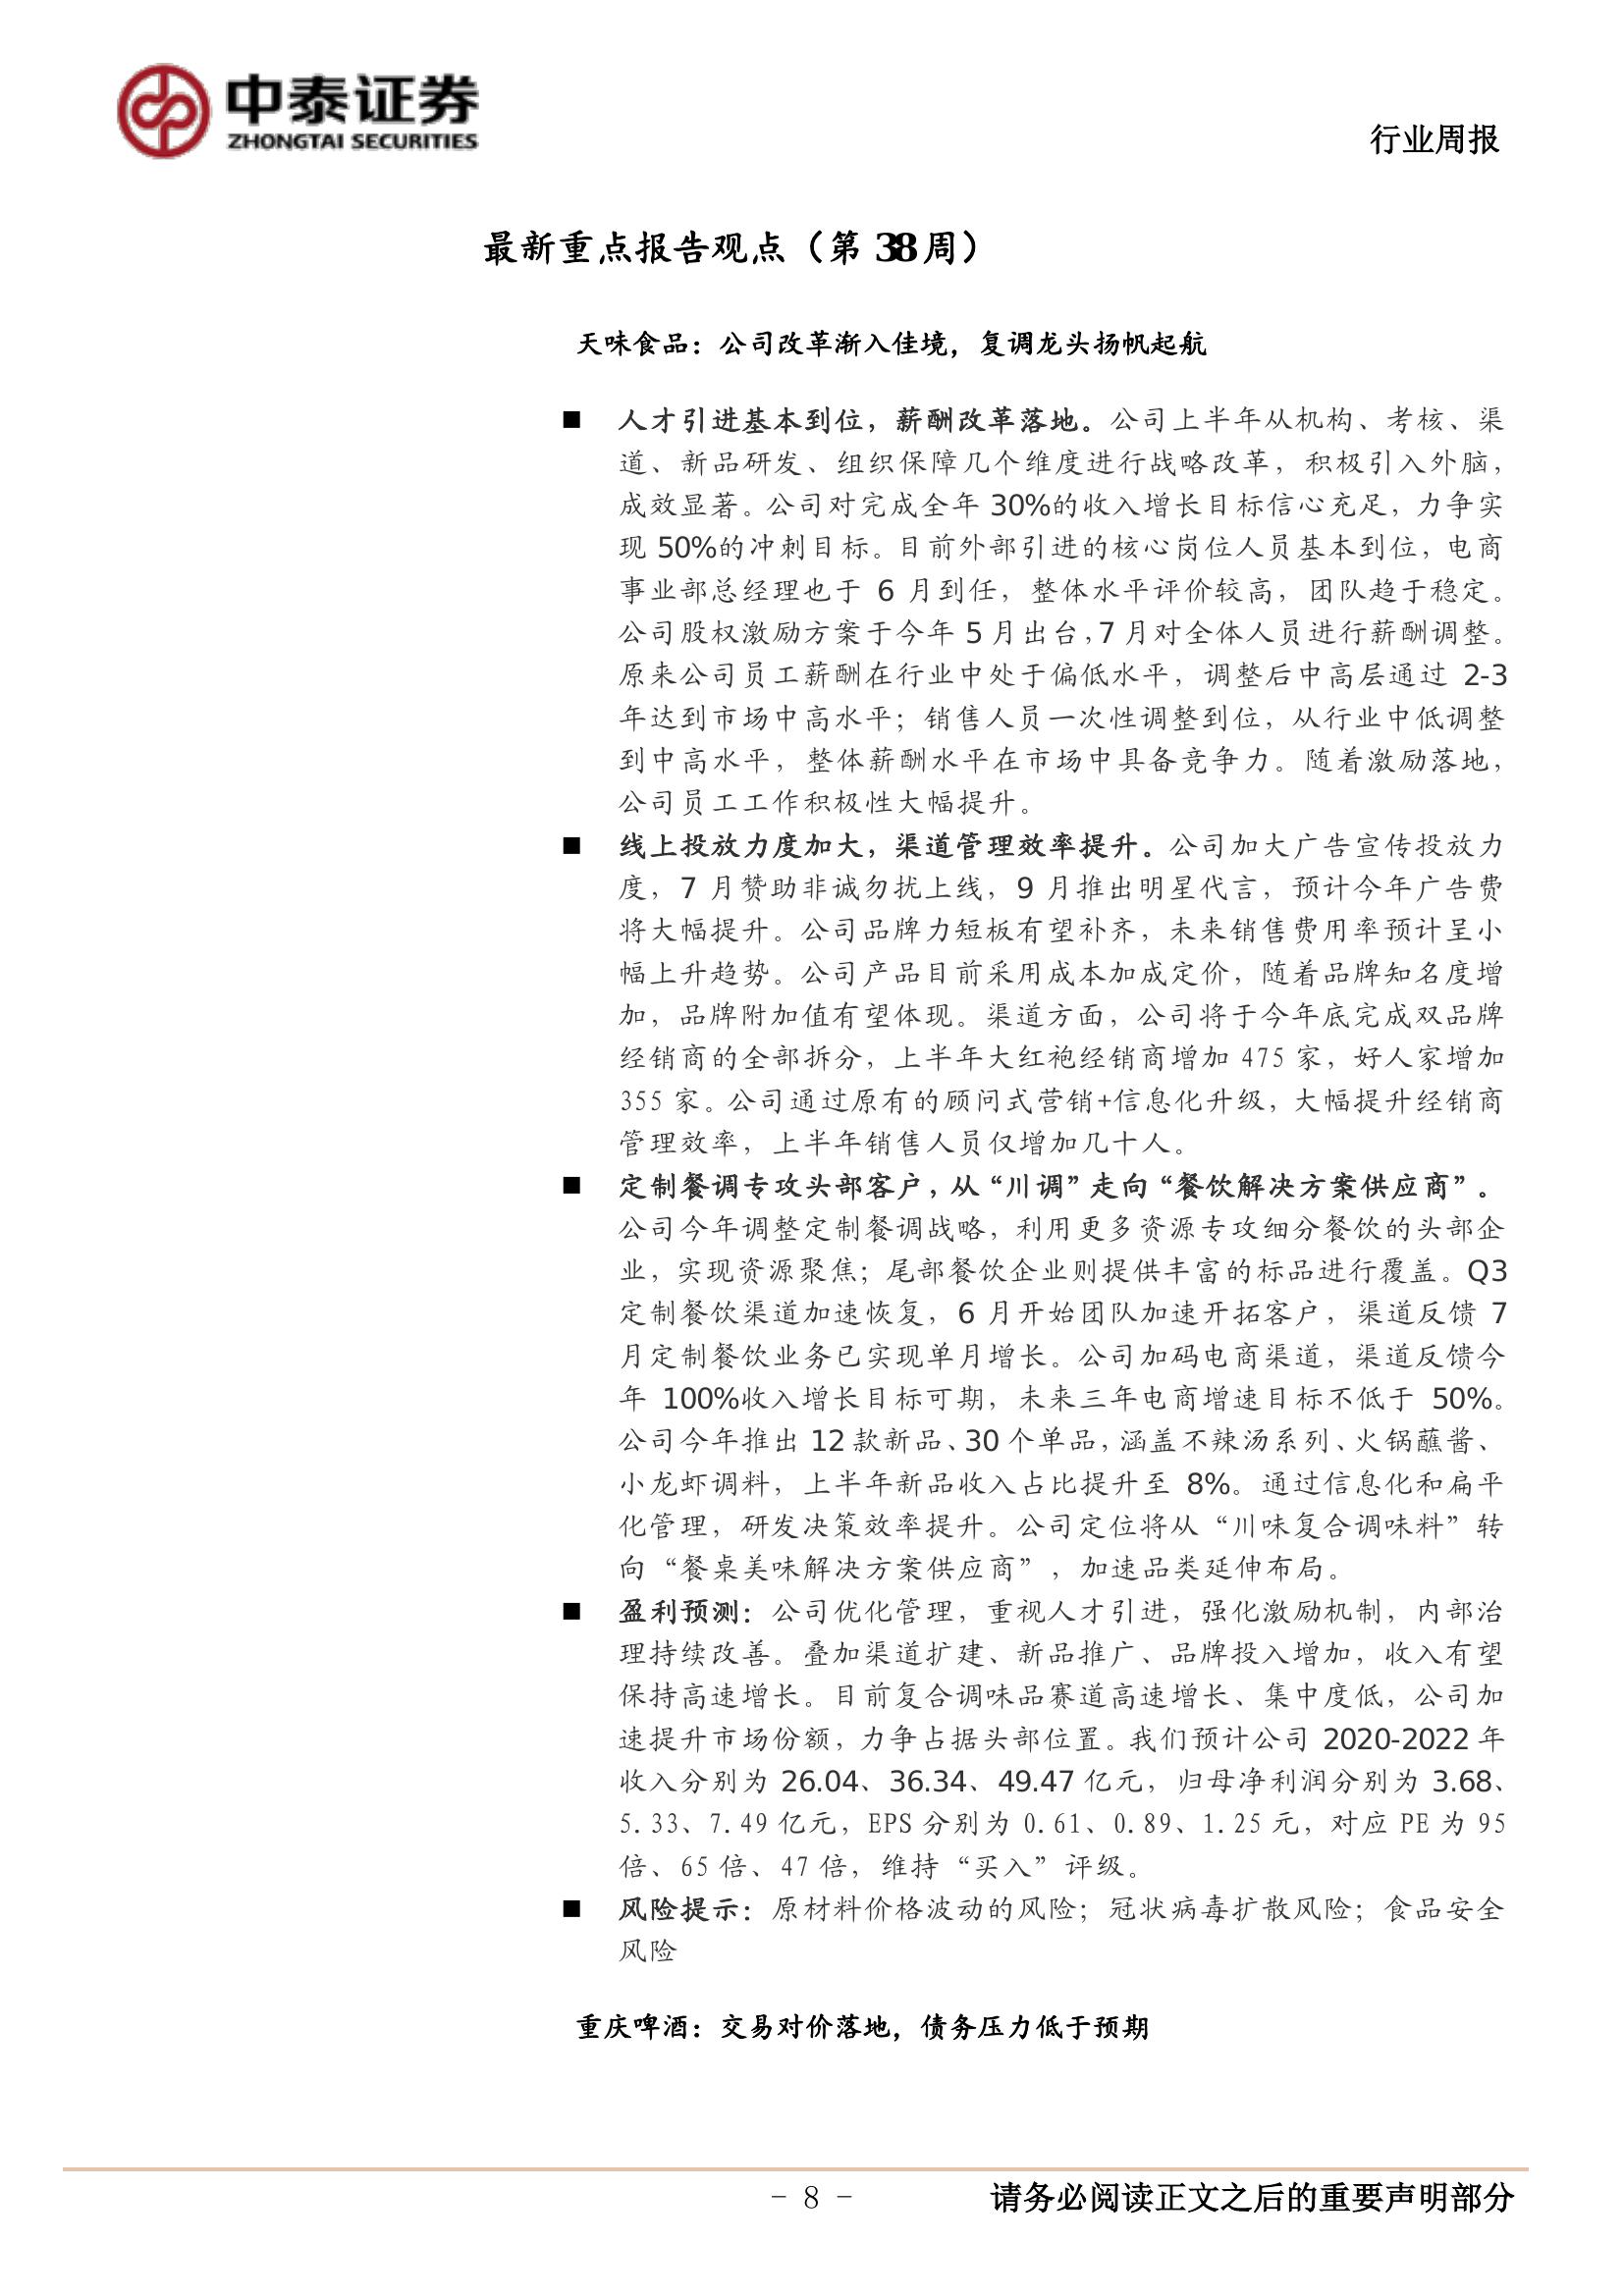 中泰证券
ZHONGTAI SECURITIES
行业周报
最新重点报告观点（第 38 周）
天味食品：公司改革渐入佳境，复调龙头扬帆起航
■ 人才引进基本到位，薪酬改革落地。公司上半年从机构、考核、渠
道、新品研发、组织保障几个维度进行战略改革，积极引入外脑，
成效显著。公司对完成全年 30%的收入增长目标信心充足，力争实
现 50%的冲刺目标。目前外部引进的核心岗位人员基本到位，电商
事业部总经理也于 6 月到任，整体水平评价较高，团队趋于稳定。
公司股权激励方案于今年 5 月出台，7 月对全体人员进行薪酬调整。
原来公司员工薪酬在行业中处于偏低水平，调整后中高层通过 2-3
年达到市场中高水平；销售人员一次性调整到位，从行业中低调整
到中高水平，整体薪酬水平在市场中具备竞争力。随着激励落地，
公司员工工作积极性大幅提升。
■ 线上投放力度加大，渠道管理效率提升。公司加大广告宣传投放力
度，7 月赞助非诚勿扰上线，9 月推出明星代言，预计今年广告费
将大幅提升。公司品牌力短板有望补齐，未来销售费用率预计呈小
幅上升趋势。公司产品目前采用成本加成定价，随着品牌知名度增
加，品牌附加值有望体现。渠道方面，公司将于今年底完成双品牌
经销商的全部拆分，上半年大红袍经销商增加 475 家，好人家增加
355 家。公司通过原有的顾问式营销+信息化升级，大幅提升经销商
管理效率，上半年销售人员仅增加几十人。
■ 定制餐调专攻头部客户，从“川调”走向“餐饮解决方案供应商”。
公司今年调整定制餐调战略，利用更多资源专攻细分餐饮的头部企
业，实现资源聚焦；尾部餐饮企业则提供丰富的标品进行覆盖。Q3
定制餐饮渠道加速恢复，6 月开始团队加速开拓客户，渠道反馈 7
月定制餐饮业务已实现单月增长。公司加码电商渠道，渠道反馈今
年 100%收入增长目标可期，未来三年电商增速目标不低于 50%。
公司今年推出 12 款新品、30 个单品，涵盖不辣汤系列、火锅蘸酱、
小龙虾调料，上半年新品收入占比提升至 8%。通过信息化和扁平
化管理，研发决策效率提升。公司定位将从“川味复合调味料”转
向“餐桌美味解决方案供应商”，加速品类延伸布局。
■ 盈利预测：公司优化管理，重视人才引进，强化激励机制，内部治
理持续改善。叠加渠道扩建、新品推广、品牌投入增加，收入有望
保持高速增长。目前复合调味品赛道高速增长、集中度低，公司加
速提升市场份额，力争占据头部位置。我们预计公司 2020-2022 年
收入分别为 26.04、36.34、49.47 亿元，归母净利润分别为 3.68、
5.33、7.49 亿元，EPS 分别为 0.61、0.89、1.25 元，对应 PE 为 95
倍、65 倍、47 倍，维持“买入”评级。
■ 风险提示：原材料价格波动的风险；冠状病毒扩散风险；食品安全
风险
重庆啤酒：交易对价落地，债务压力低于预期
- 8 -
请务必阅读正文之后的重要声明部分